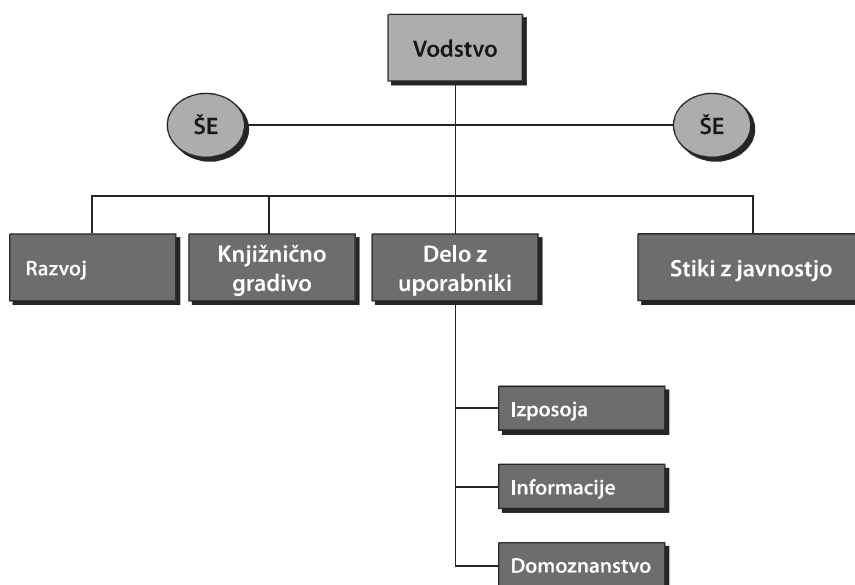 Vodstvo
ŠE
ŠE
Razvoj
Knjižnično
gradivo
Delo z
uporabniki
Stiki z javnostjo
Izposoja
Informacije
Domoznanstvo